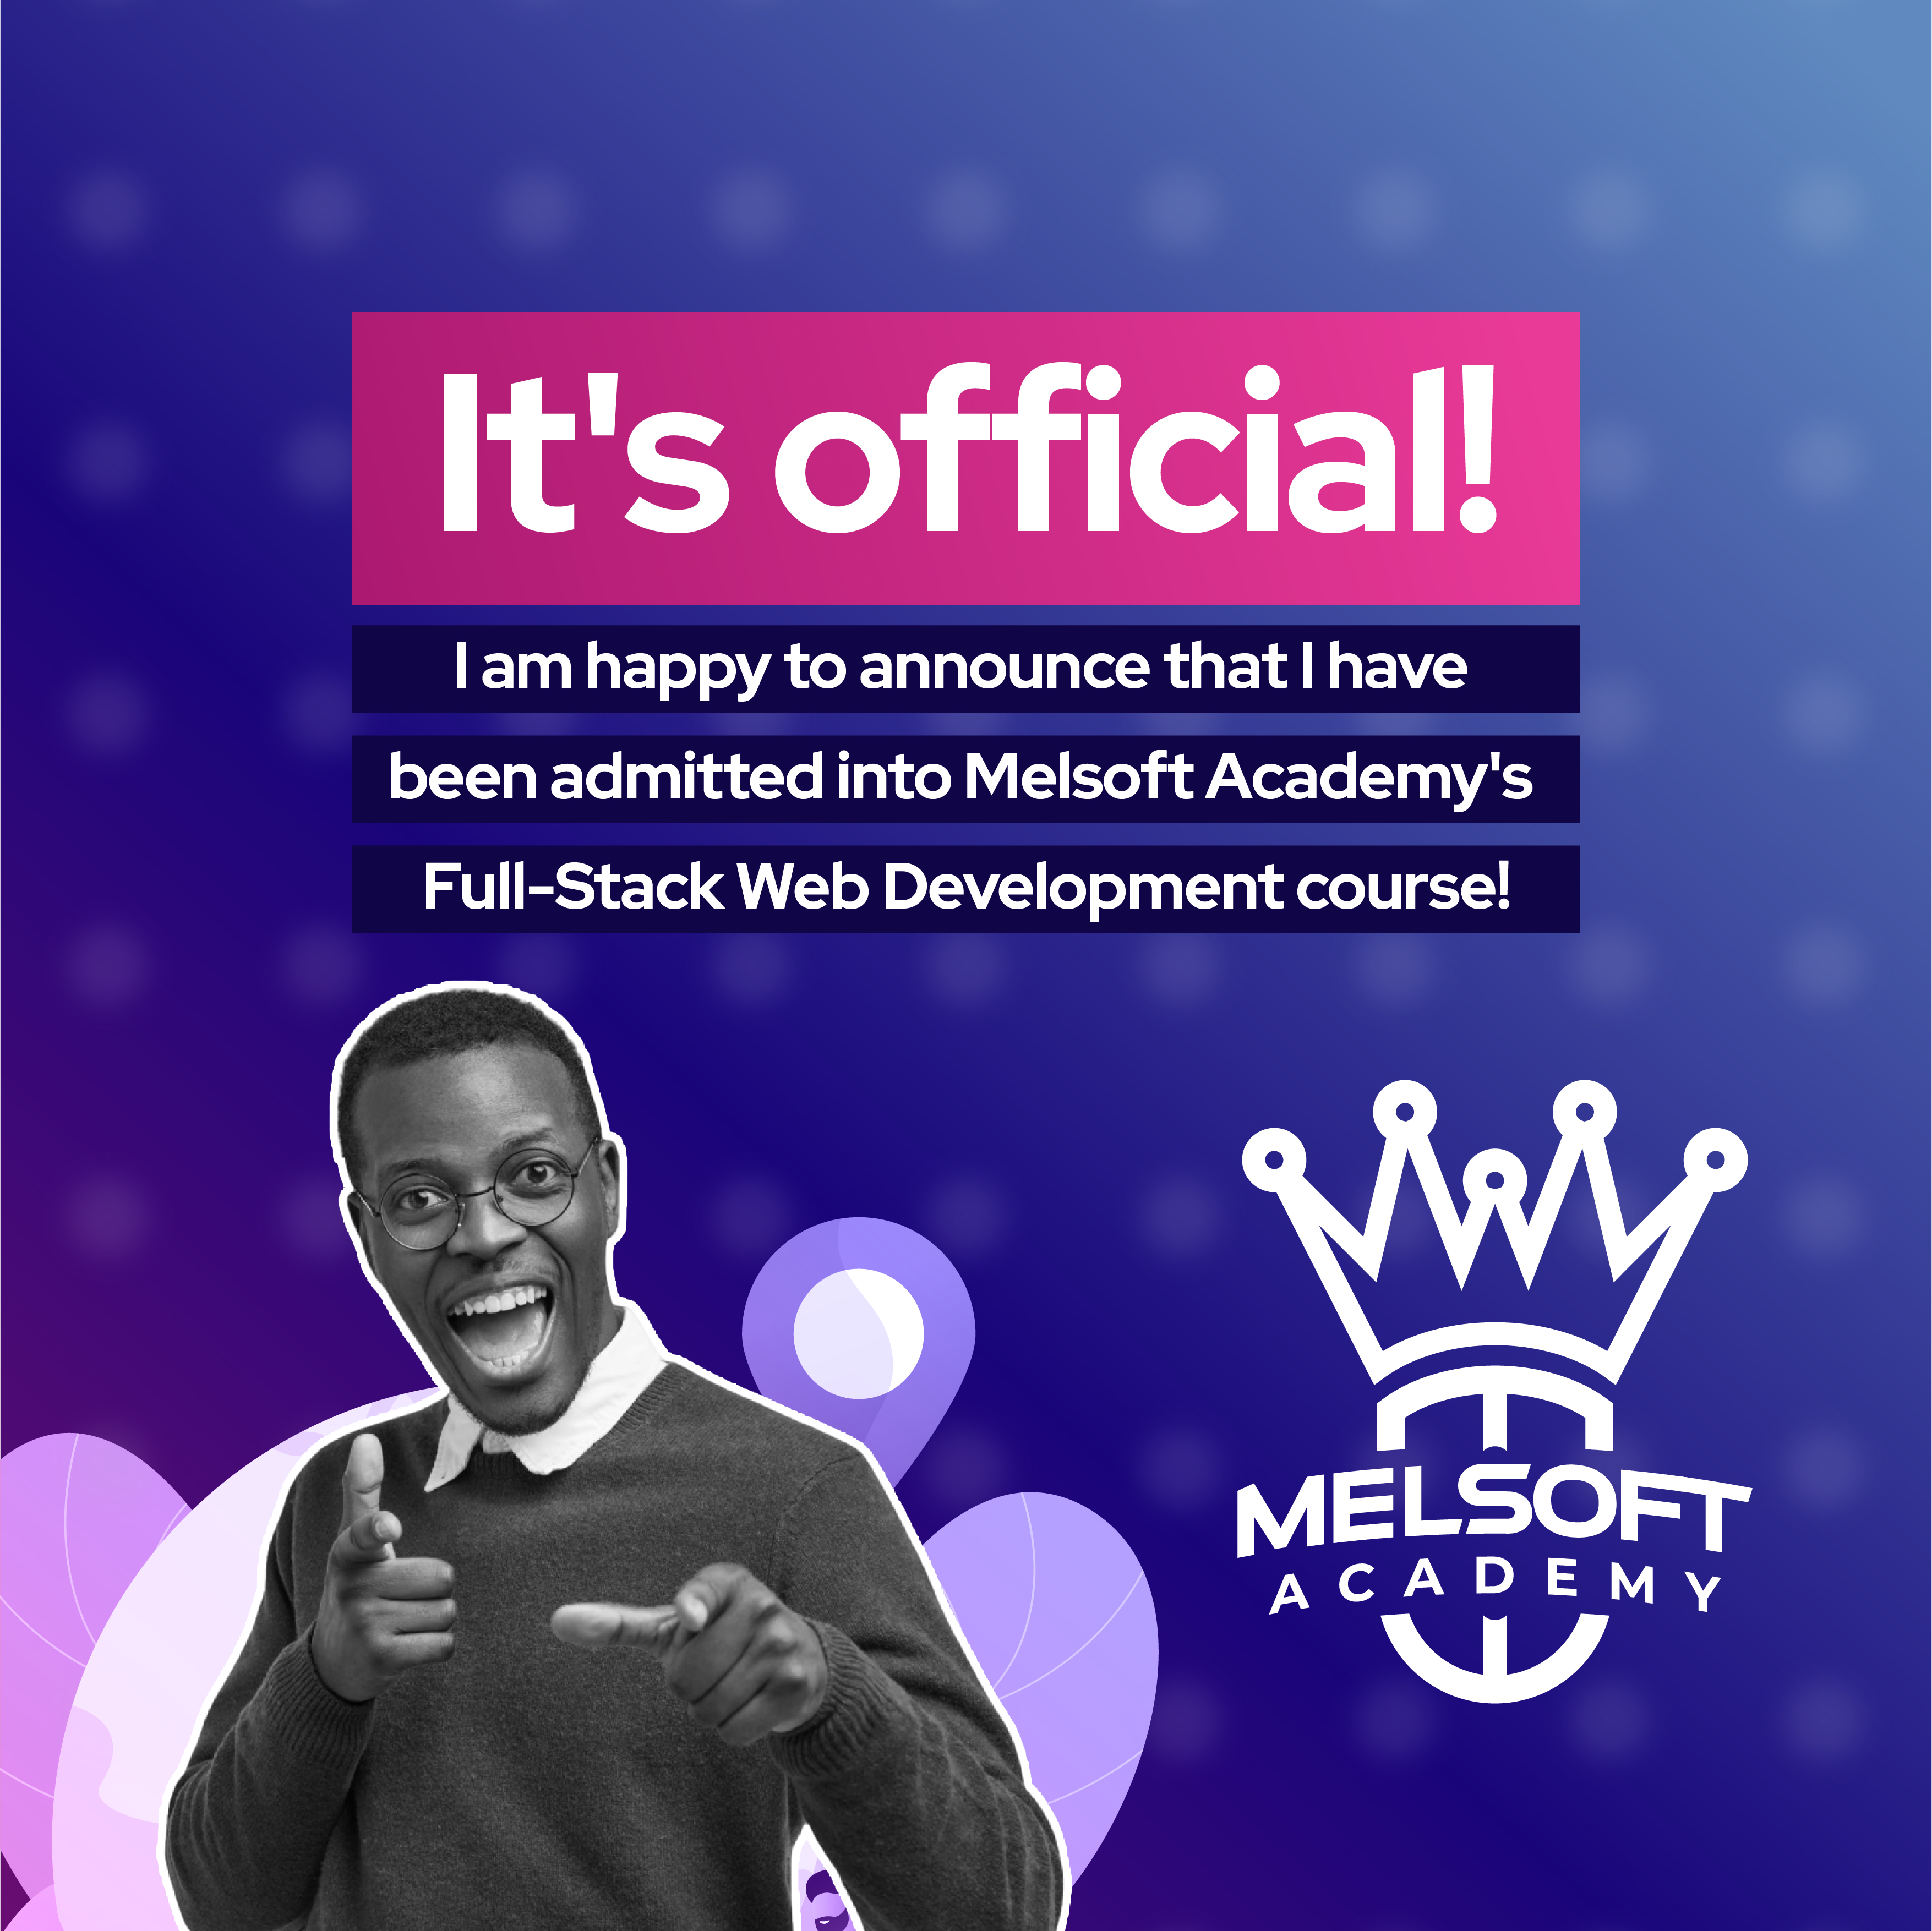 It's official!
I am happy to announce that I have
been admitted into Melsoft Academy's
Full-Stack Web Development course!
MELSOFT
ACADEMY